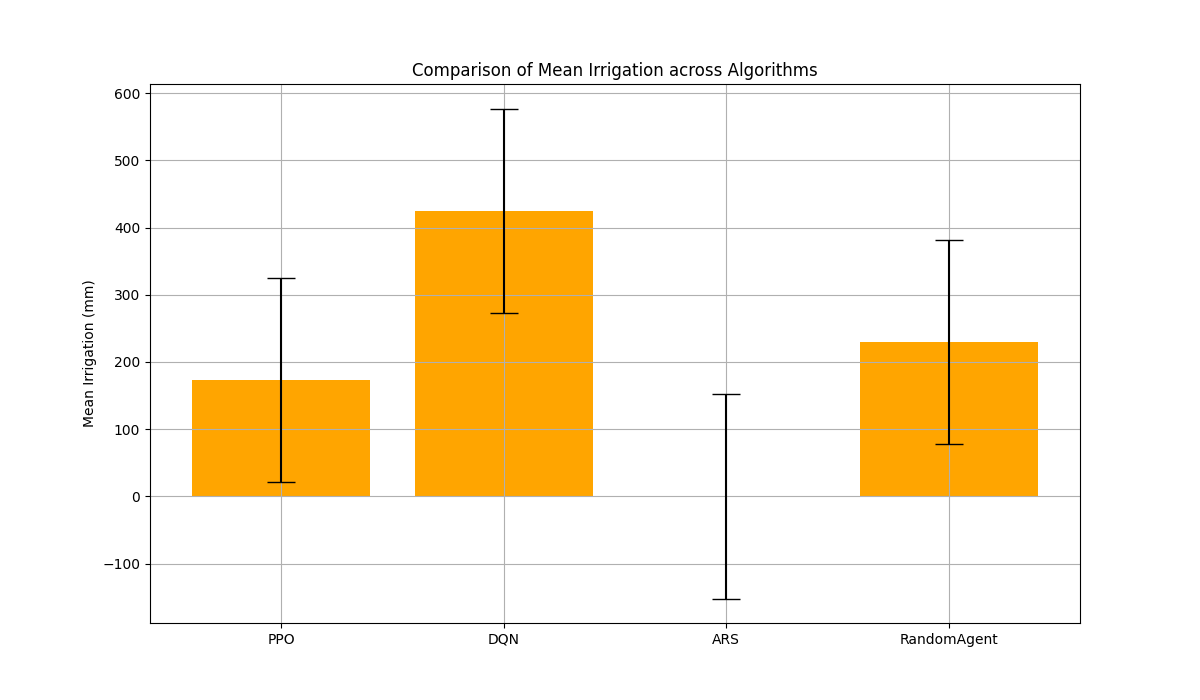 Comparison of Mean Irrigation across Algorithms
Mean Irrigation (mm)
600
500
400
300
200
100
0
−100
PPO DQN ARS RandomAgent